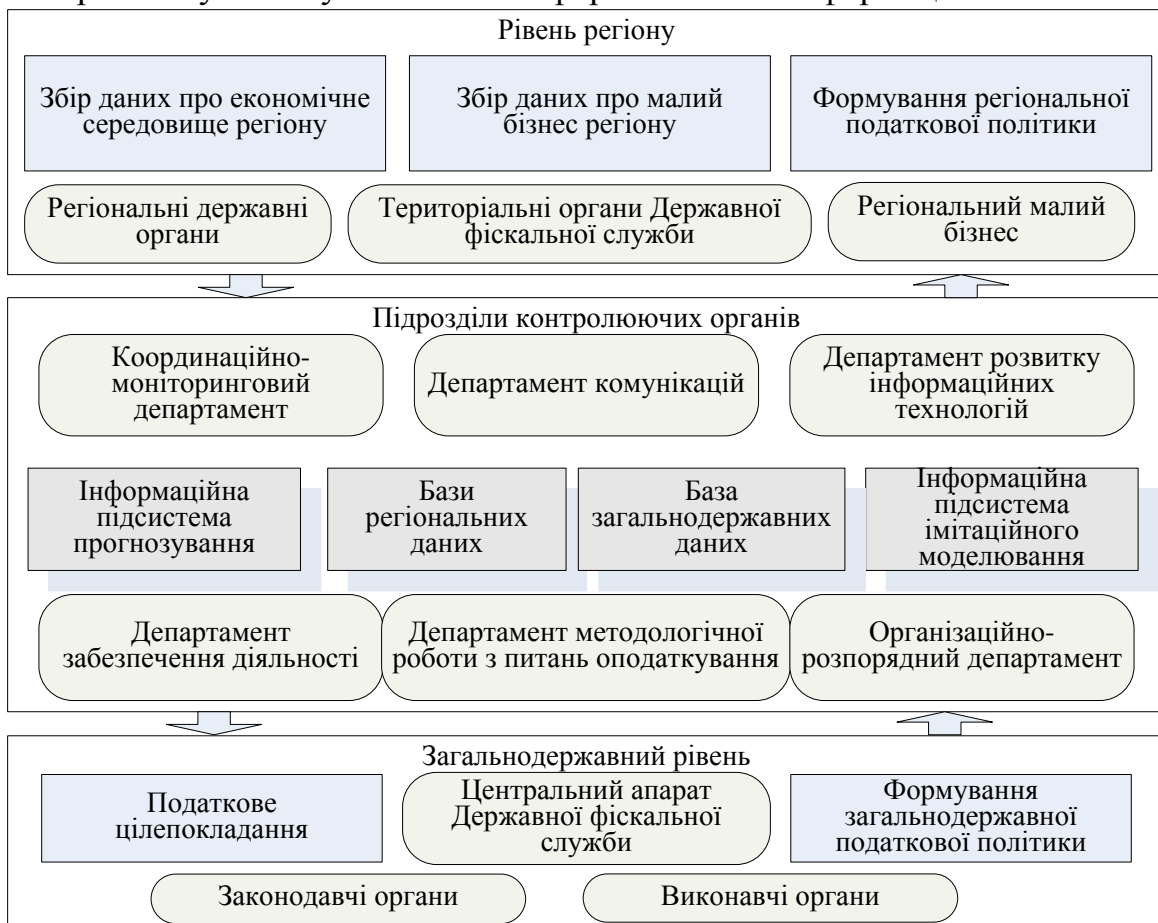 Рівень регіону
Збір даних про економічне
середовище регіону
Збір даних про малий
бізнес регіону
Формування регіональної
податкової політики
Регіональні державні
органи
Територіальні органи Державної
фіскальної служби
Регіональний малий
бізнес
Підрозділи контролюючих органів
Координаційно-
моніторинговий
департамент
Департамент комунікацій
Департамент розвитку
інформаційних
технологій
Інформаційна
підсистема
прогнозування
Бази
регіональних
даних
База
загальнодержавних
даних
Інформаційна
підсистема
імітаційного
моделювання
Департамент
забезпечення діяльності
Департамент методологічної
роботи з питань оподаткування
Організаційно-
розпорядний департамент
Загальнодержавний рівень
Податкове
цілепокладання
Центральний апарат
Державної фіскальної
служби
Формування
загальнодержавної
податкової політики
Законодавчі органи
Виконавчі органи